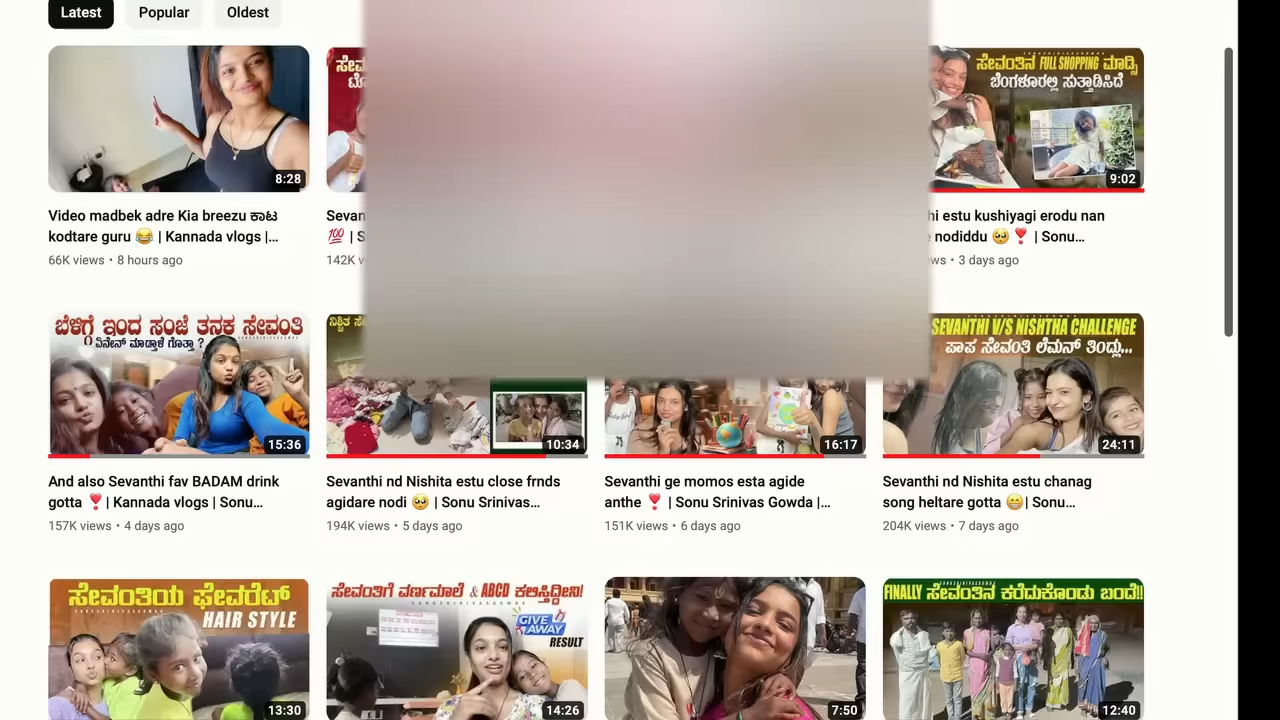 Latest
Popular
Oldest
8:28
ಸೇವಂತಿನ FULL SHOPPING ಮಾಡ್ಸಿ
ಬೆಂಗಳೂರಲ್ಲಿ ಸುತ್ತಾಡಿಸಿದೆ
9:02
Video madbek adre Kia breezu ಕಾಟ
kodtare guru 😂 | Kannada vlogs |...
66K views • 8 hours ago
Sevan
💯 | S
142K v
hi estu kushiyagi erodu nan
nodiddu 🥺❣️ | Sonu...
• 3 days ago
ಬೆಳಿಗ್ಗೆ ಇಂದ ಸಂಜೆ ತನಕ ಸೇವಂತಿ
ಏನೇನ್ ಮಾಡ್ತಾಳೆ ಗೊತ್ತಾ ?
15:36
10:34
16:17
SEVANTHI V/S NISHTHA CHALLENGE
ಪಾಪ ಸೇವಂತಿ ಲೆಮನ್ ತಿಂದ್ಲು...
24:11
And also Sevanthi fav BADAM drink
gotta ❣️| Kannada vlogs | Sonu...
157K views • 4 days ago
Sevanthi nd Nishita estu close frnds
agidare nodi 🥺 | Sonu Srinivas...
194K views • 5 days ago
Sevanthi ge momos esta agide
anthe ❣️ | Sonu Srinivas Gowda |...
151K views • 6 days ago
Sevanthi nd Nishita estu chanag
song heltare gotta 😁| Sonu...
204K views • 7 days ago
ಸೇವಂತಿಯ ಫೇವರೆಟ್
SONUSRINIVASGOWDA
HAIR STYLE
13:30
ಸೇವಂತಿಗೆ ವರ್ಣಮಾಲೆ & ABCD ಕಲಿಸ್ತಿದ್ದೀನಿ!
SONUSRINIVASGOWDA
GIVE AWAY
RESULT
14:26
7:50
FINALLY ಸೇವಂತಿನ ಕರೆದುಕೊಂಡು ಬಂದೆ!!
12:40